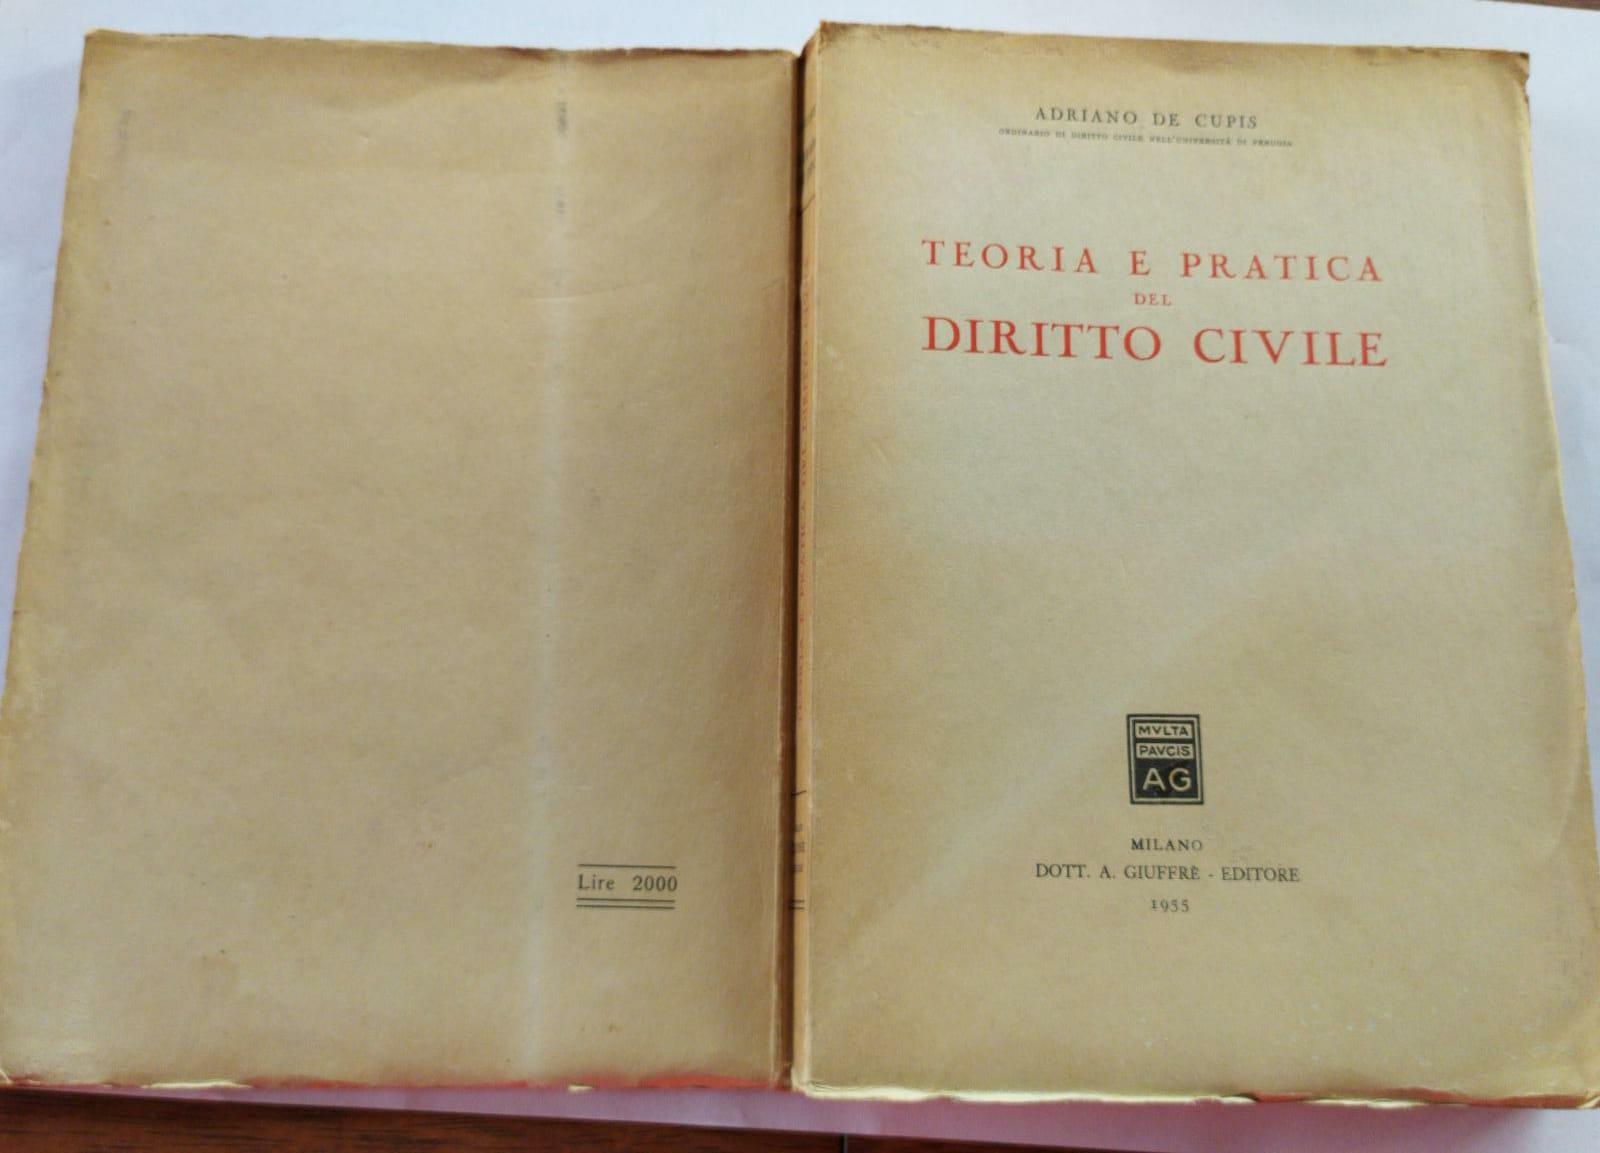 ADRIANO DE CUPIS
ORDINARIO DI DIRITTO CIVILE NELL'UNIVERSITÀ DI PERUGIA
TEORIA E PRATICA
DEL
DIRITTO CIVILE
MVLTA
PAVCIS
AG
MILANO
DOTT. A. GIUFFRÈ - EDITORE
1955
Lire 2000